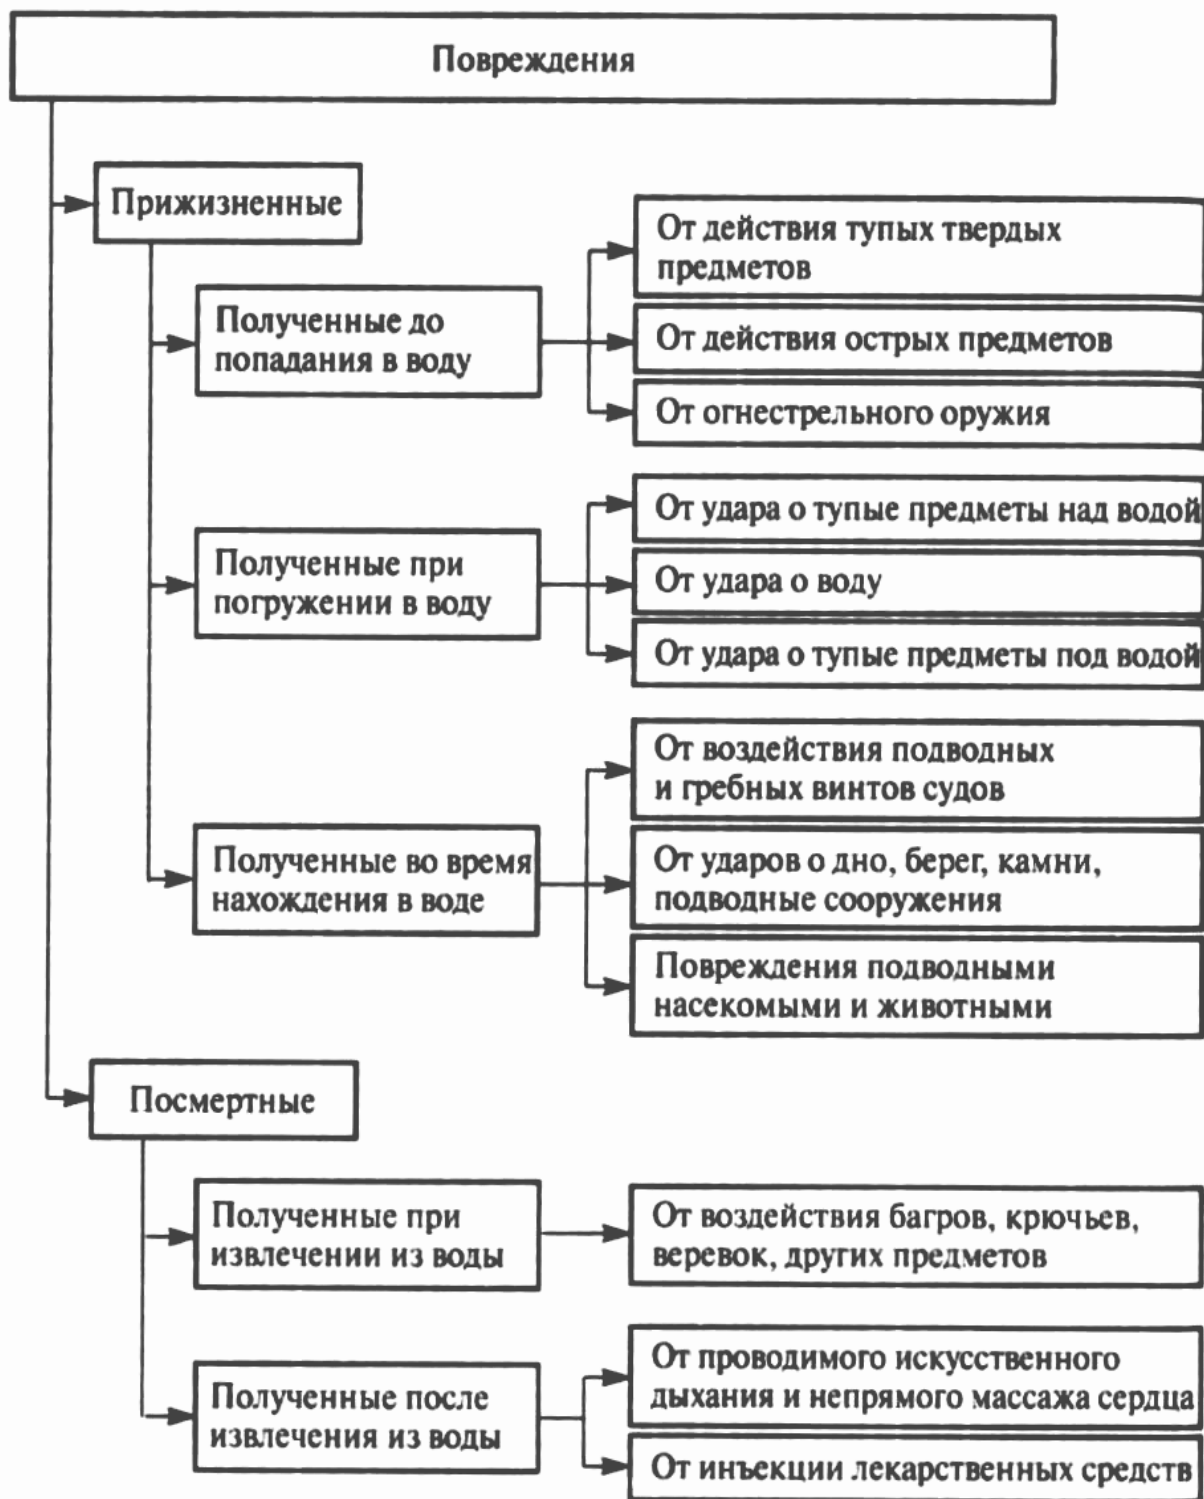 Повреждения
Прижизненные
Полученные до
попадания в воду
От действия тупых твердых
предметов
От действия острых предметов
От огнестрельного оружия
Полученные при
погружении в воду
От удара о тупые предметы над водой
От удара о воду
От удара о тупые предметы под водой
Полученные во время
нахождения в воде
От воздействия подводных
и гребных винтов судов
От ударов о дно, берег, камни,
подводные сооружения
Повреждения подводными
насекомыми и животными
Посмертные
Полученные при
извлечении из воды
От воздействия багров, крючьев,
веревок, других предметов
Полученные после
извлечения из воды
От проводимого искусственного
дыхания и непрямого массажа сердца
От инъекции лекарственных средств